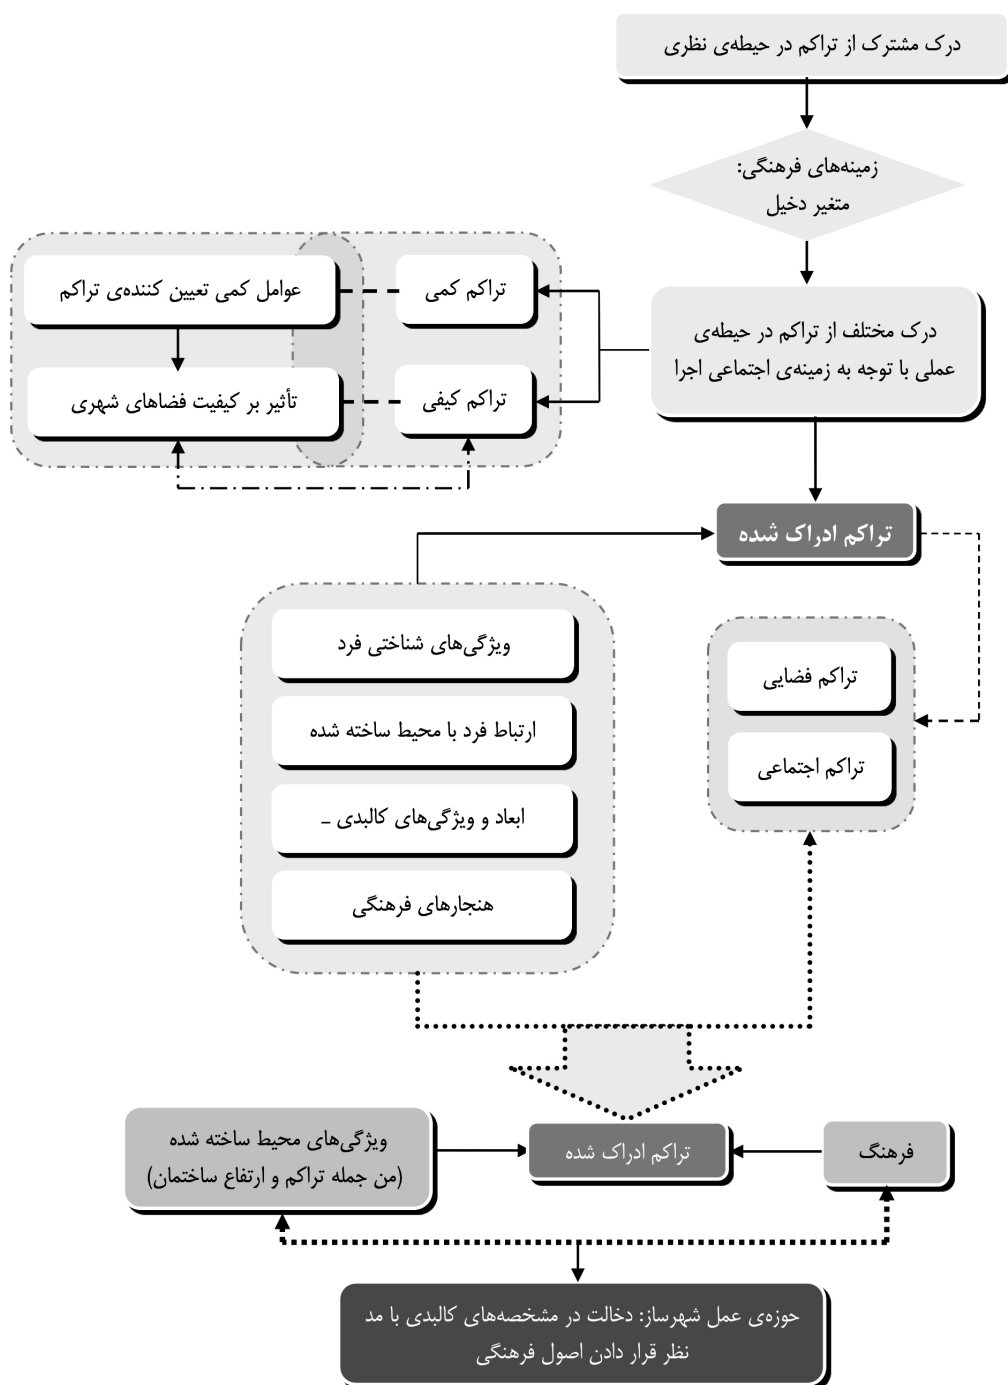 درک مشترک از تراکم در حیطه‌ی نظری
زمینه‌های فرهنگی:
متغیر دخیل
درک مختلف از تراکم در حیطه‌ی
عملی با توجه به زمینه‌ی اجتماعی اجرا
تراکم کمی
عوامل کمی تعیین کننده‌ی تراکم
تراکم کیفی
تأثیر بر کیفیت فضاهای شهری
تراکم ادراک شده
ویژگی‌های شناختی فرد
ارتباط فرد با محیط ساخته شده
ابعاد و ویژگی‌های کالبدی –
هنجارهای فرهنگی
تراکم فضایی
تراکم اجتماعی
فرهنگ
تراکم ادراک شده
ویژگی‌های محیط ساخته شده
(من جمله تراکم و ارتفاع ساختمان)
حوزه‌ی عمل شهرساز: دخالت در مشخصه‌های کالبدی با مد
نظر قرار دادن اصول فرهنگی